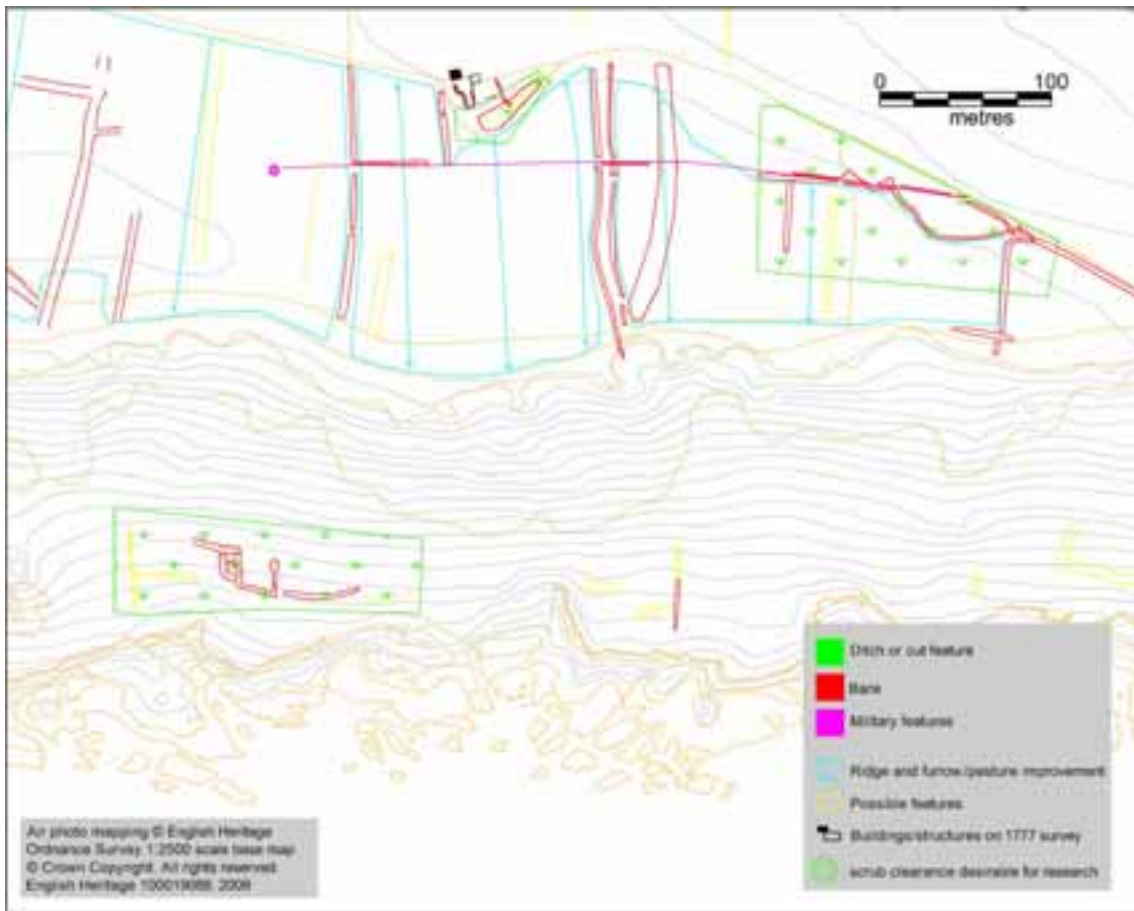 0 100
metres
Ditch or cut feature
Bank
Military features
Ridge and furrow/pasture improvement
Possible features
Buildings/structures on 1777 survey
scrub clearance desirable for research
Air photo mapping © English Heritage
Ordnance Survey 1:2500 scale base map
© Crown Copyright. All rights reserved
English Heritage 100019088, 2008